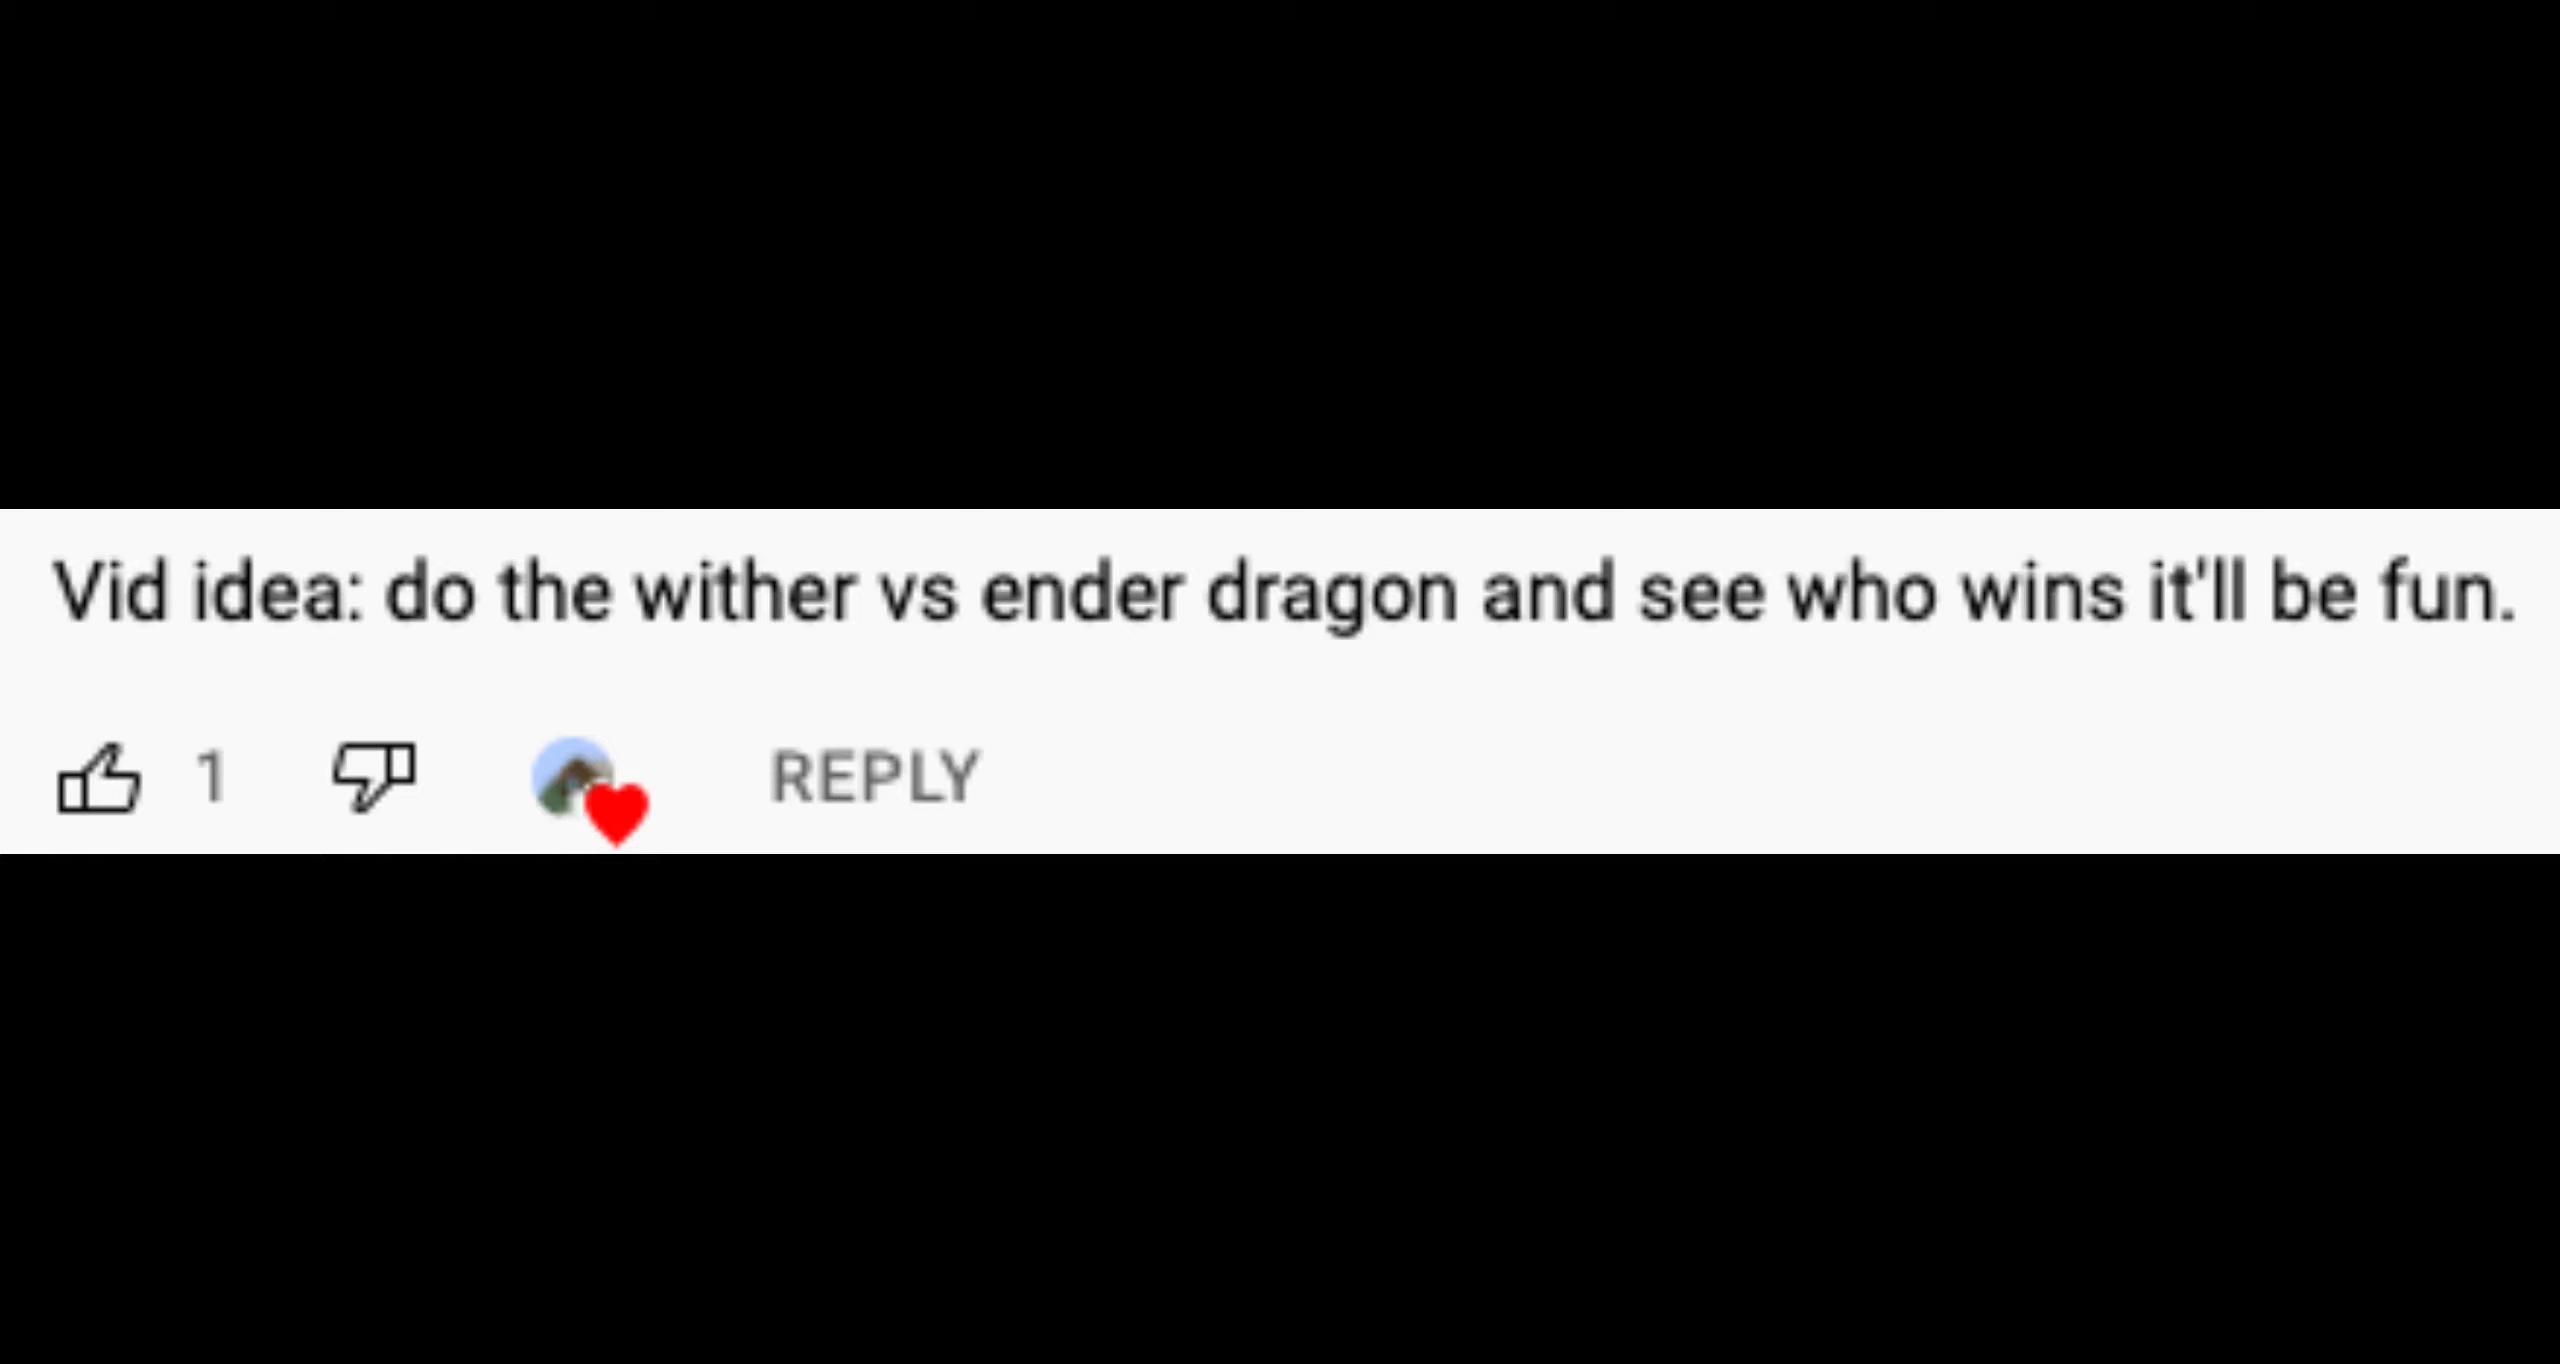 Vid idea: do the wither vs ender dragon and see who wins it'll be fun.
1 REPLY